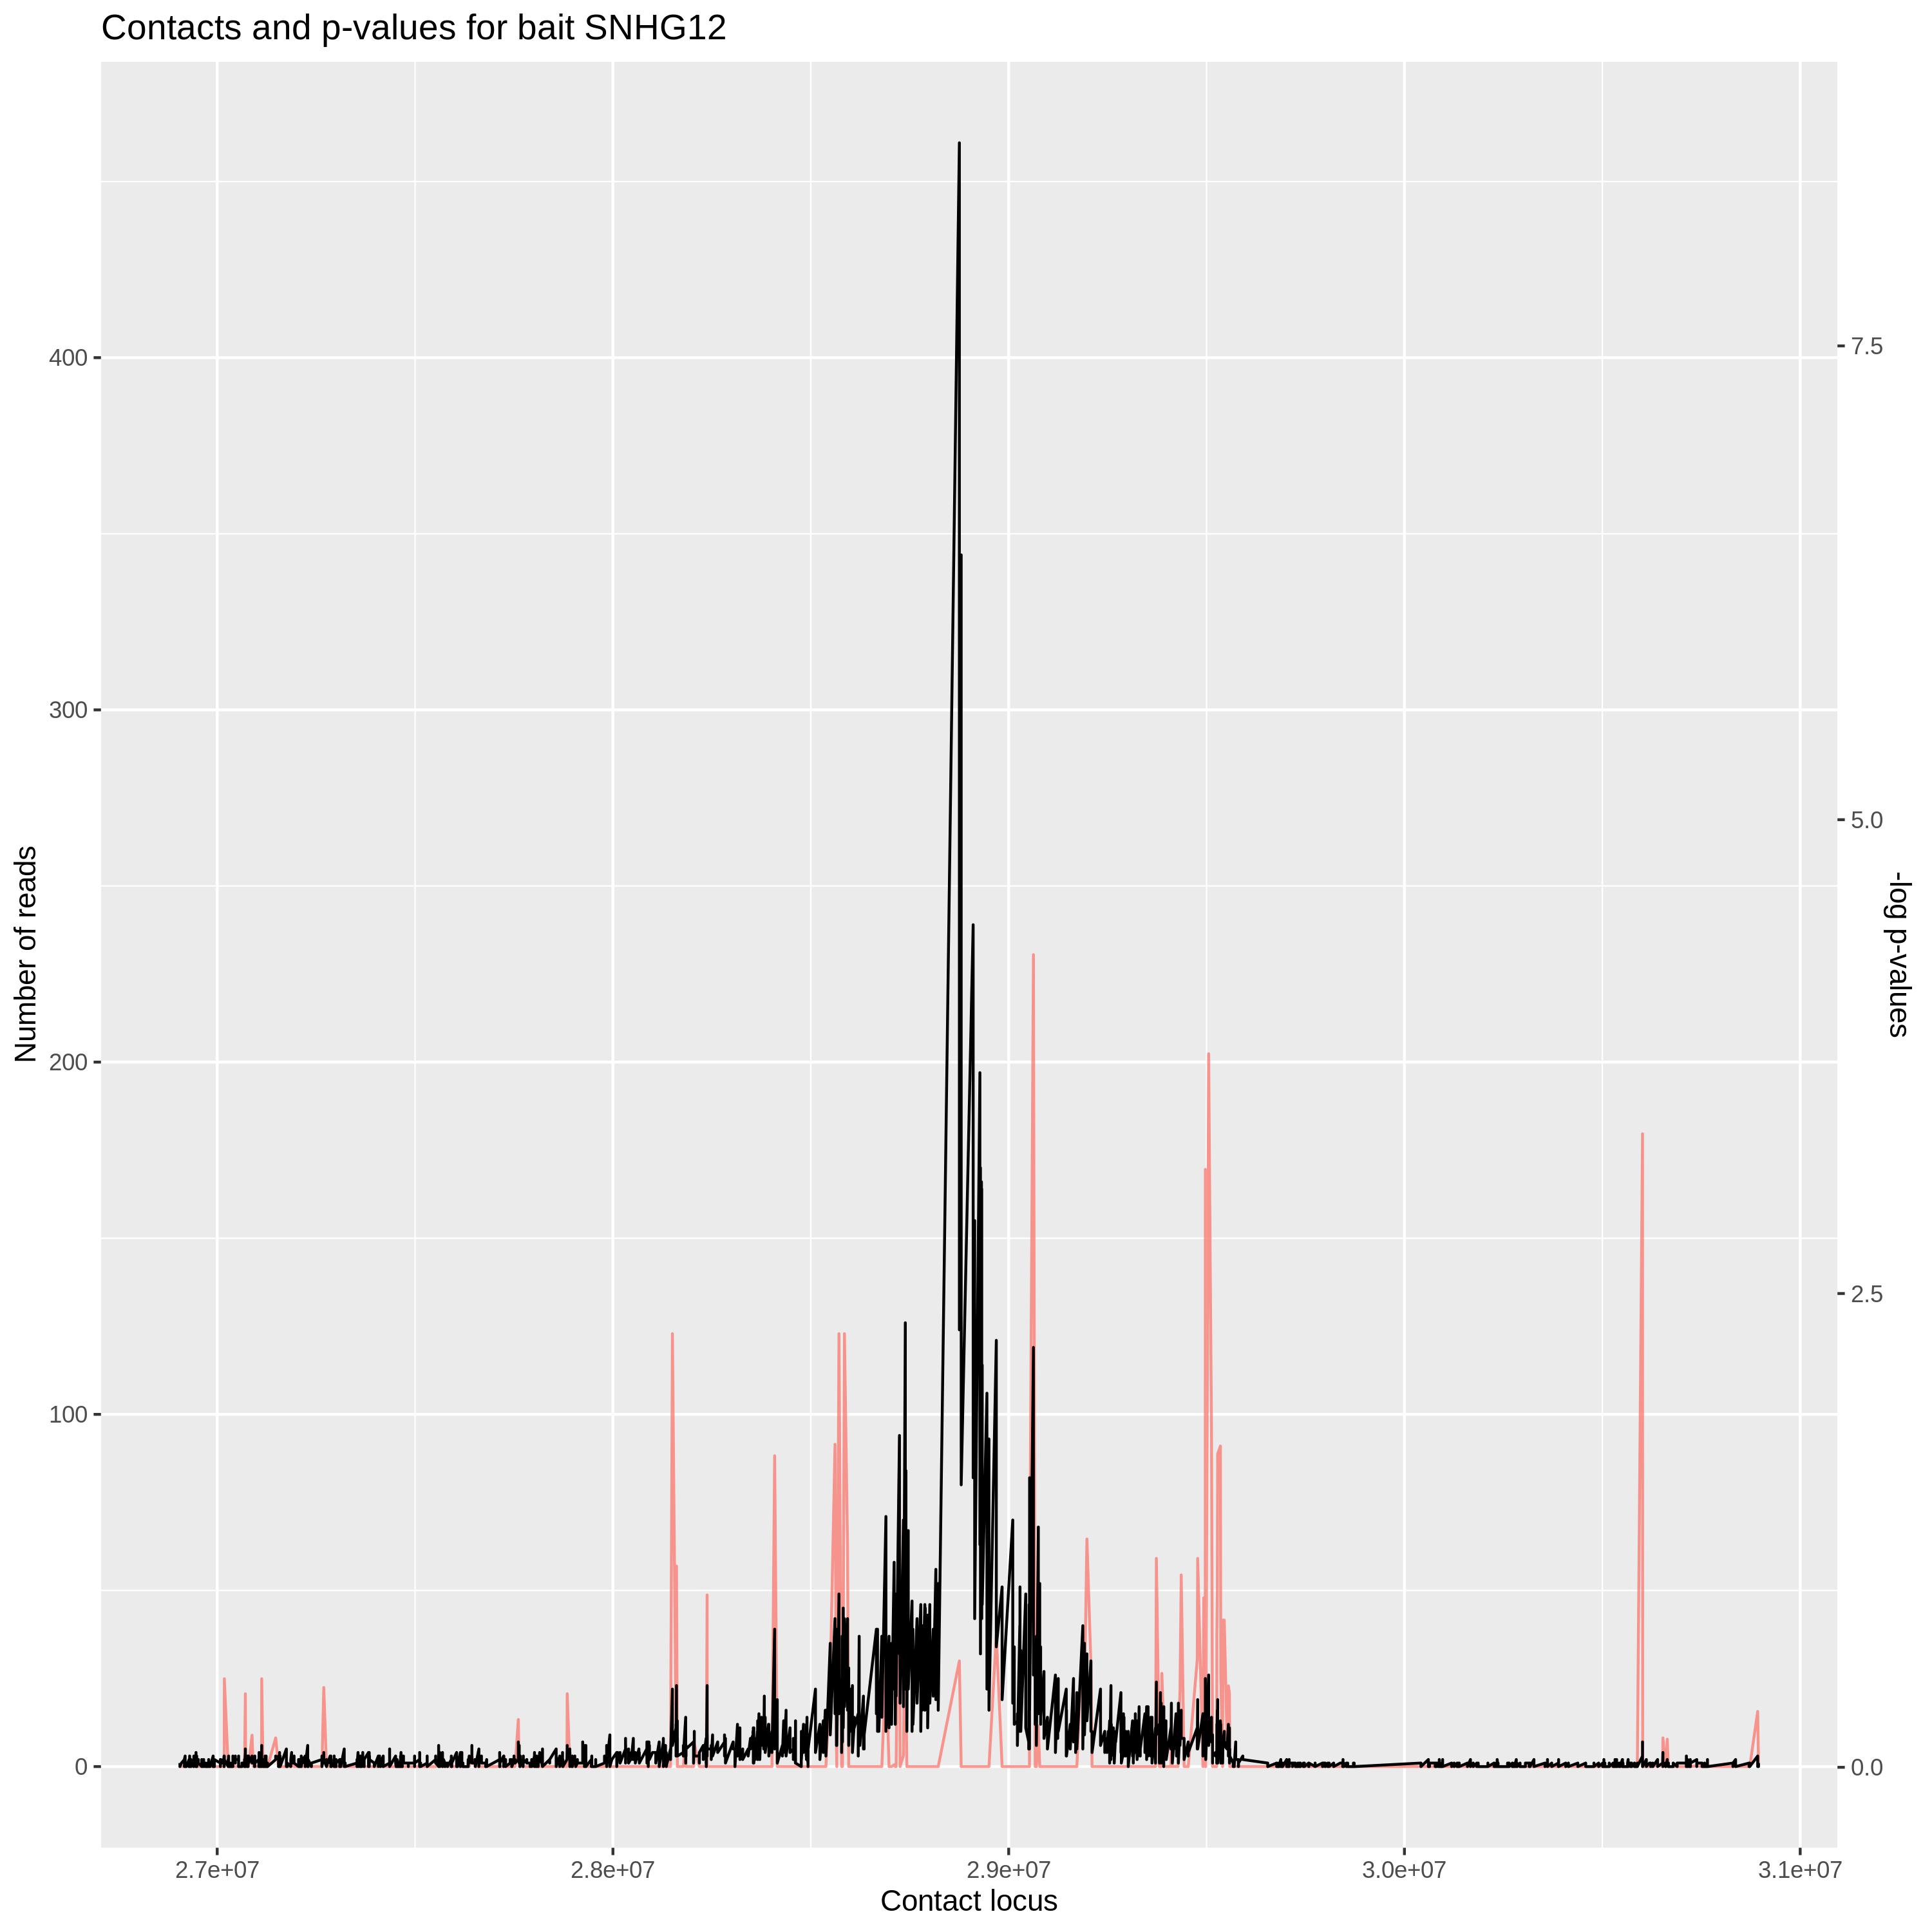 Contacts and p-values for bait SNHG12
400
300
200
100
0
Number of reads
7.5
5.0
2.5
0.0
-log p-values
2.7e+07 2.8e+07 2.9e+07 3.0e+07 3.1e+07
Contact locus